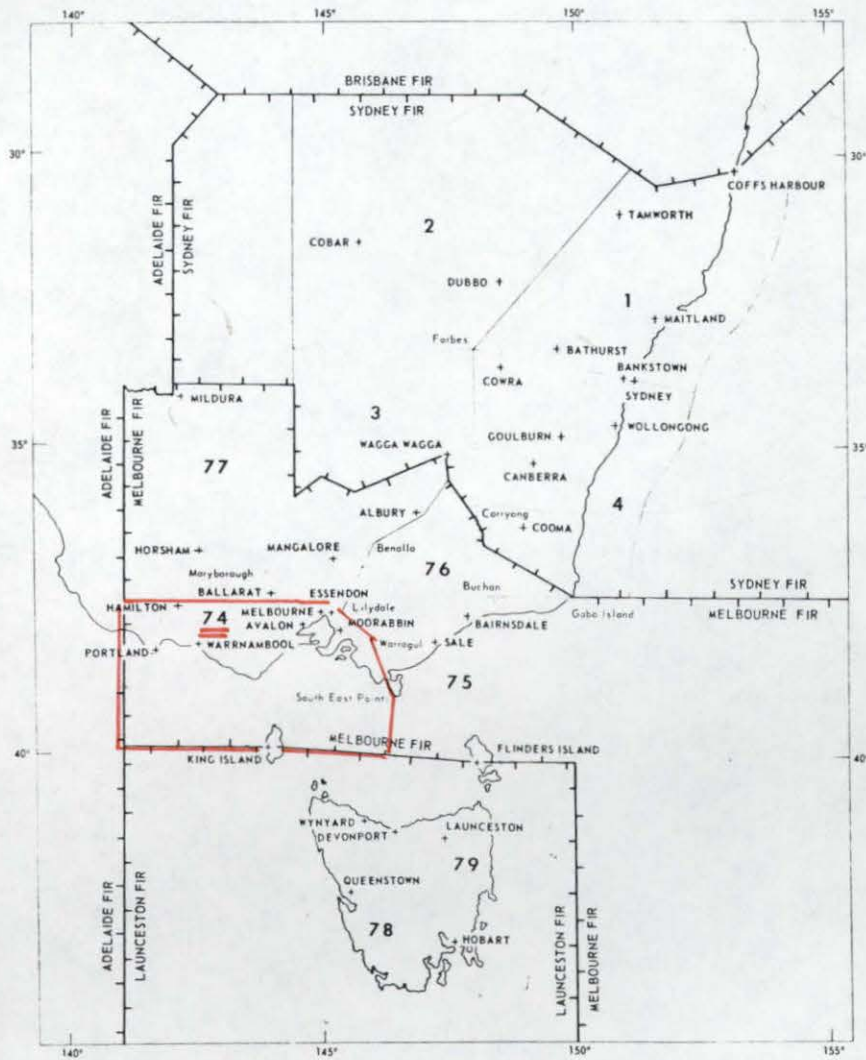 140°
145°
150°
155°
BRISBANE FIR
SYDNEY FIR
30°
30°
COFFS HARBOUR
ADELAIDE FIR
SYDNEY FIR
TAMWORTH
2
COBAR
DUBBO
1
MAITLAND
Forbes
BATHURST
BANKSTOWN
COWRA
SYDNEY
MILDURA
3
WOLLONGONG
GOULBURN
WAGGA WAGGA
35°
35°
ADELAIDE FIR
MELBOURNE FIR
77
CANBERRA
4
ALBURY
Corryong
COOMA
HORSHAM
MANGALORE
Benalla
76
Maryborough
Buchan
BALLARAT
ESSENDON
SYDNEY FIR
HAMILTON
MELBOURNE
Lilydale
Gabo Island
MELBOURNE FIR
74
AVALON
MOORABBIN
BAIRNSDALE
PORTLAND
WARRNAMBOOL
Warragul
SALE
75
South East Point
MELBOURNE FIR
FLINDERS ISLAND
40°
40°
KING ISLAND
WYNYARD
DEVONPORT
LAUNCESTON
79
QUEENSTOWN
ADELAIDE FIR
LAUNCESTON FIR
78
HOBART
LAUNCESTON FIR
MELBOURNE FIR
140°
145°
150°
155°